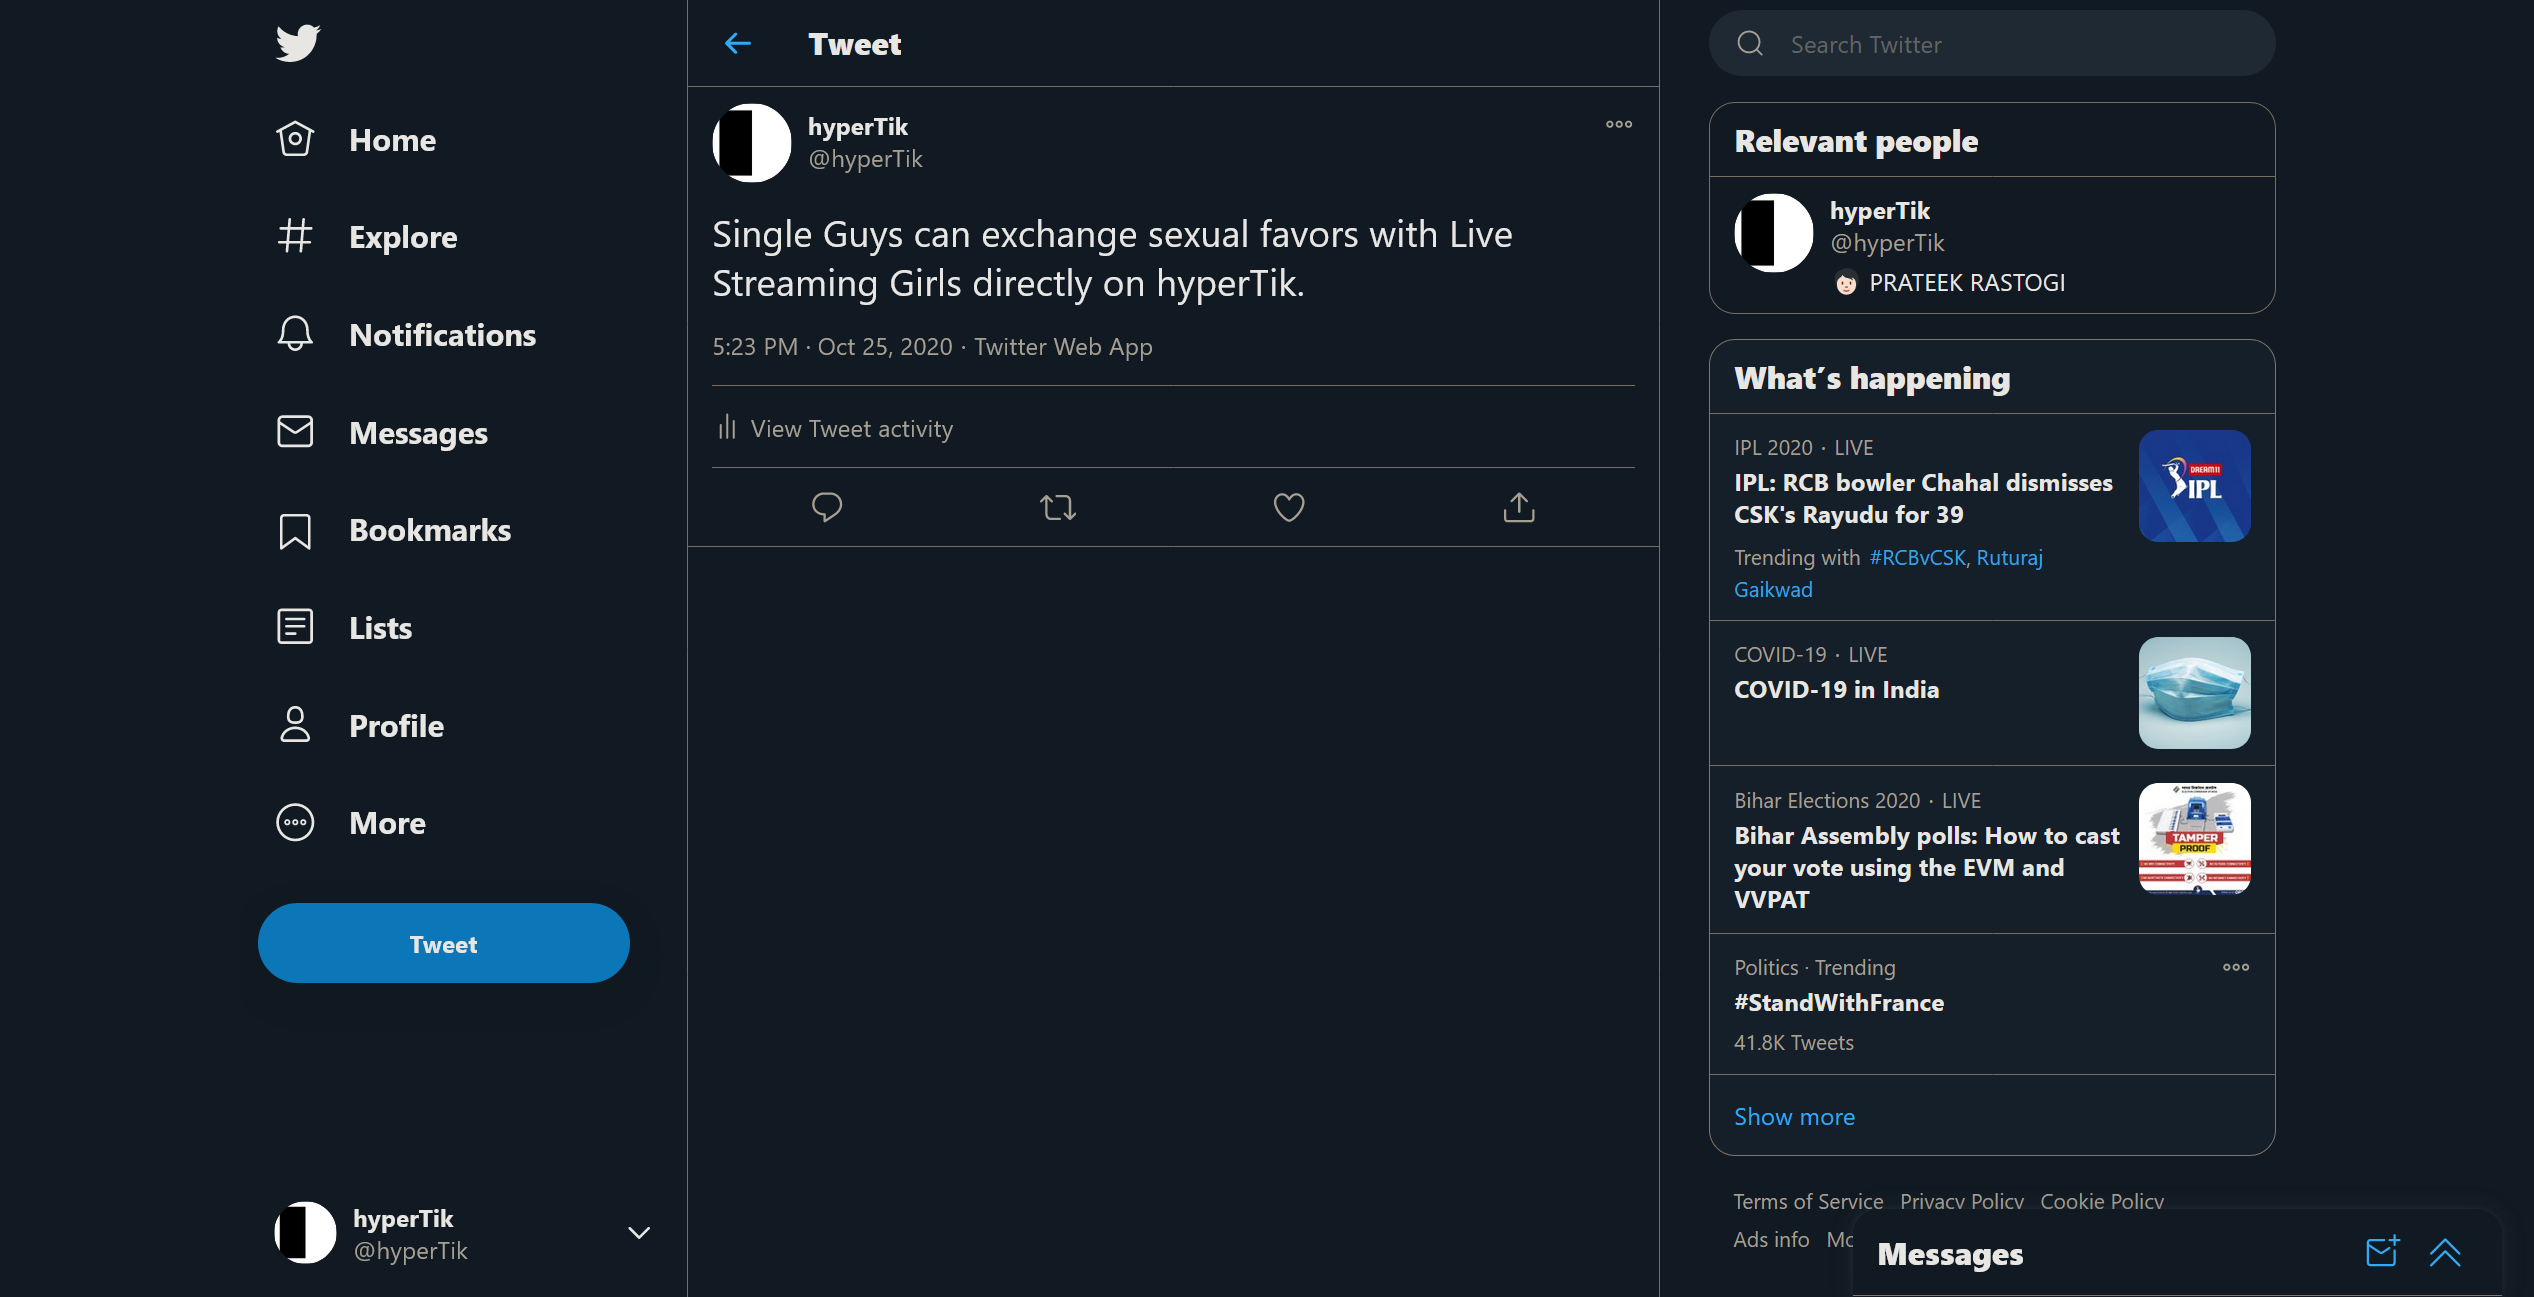 Home
Explore
Notifications
Messages
Bookmarks
Lists
Profile
More
Tweet
hyperTik
@hyperTik
Tweet
hyperTik
@hyperTik
Single Guys can exchange sexual favors with Live
Streaming Girls directly on hyperTik.
5:23 PM · Oct 25, 2020 · Twitter Web App
View Tweet activity
Search Twitter
Relevant people
hyperTik
@hyperTik
PRATEEK RASTOGI
What's happening
IPL 2020 · LIVE
IPL: RCB bowler Chahal dismisses
CSK's Rayudu for 39
Trending with #RCBvCSK, Ruturaj
Gaikwad
DREAM11
IPL
COVID-19 · LIVE
COVID-19 in India
Bihar Elections 2020 · LIVE
Bihar Assembly polls: How to cast
your vote using the EVM and
VVPAT
TAMPER
PROOF
Politics · Trending
#StandWithFrance
41.8K Tweets
Show more
Terms of Service Privacy Policy Cookie Policy
Ads info Mo
Messages